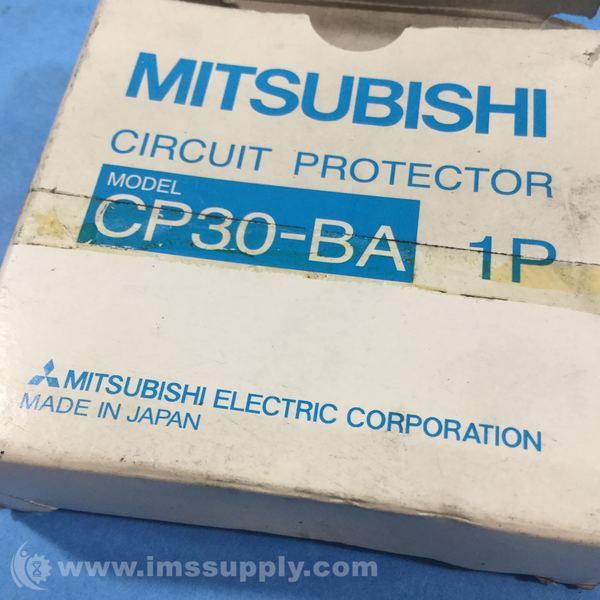 MITSUBISHI
CIRCUIT PROTECTOR
MODEL
CP30-BA 1P
MITSUBISHI ELECTRIC CORPORATION
MADE IN JAPAN
www.imssupply.com